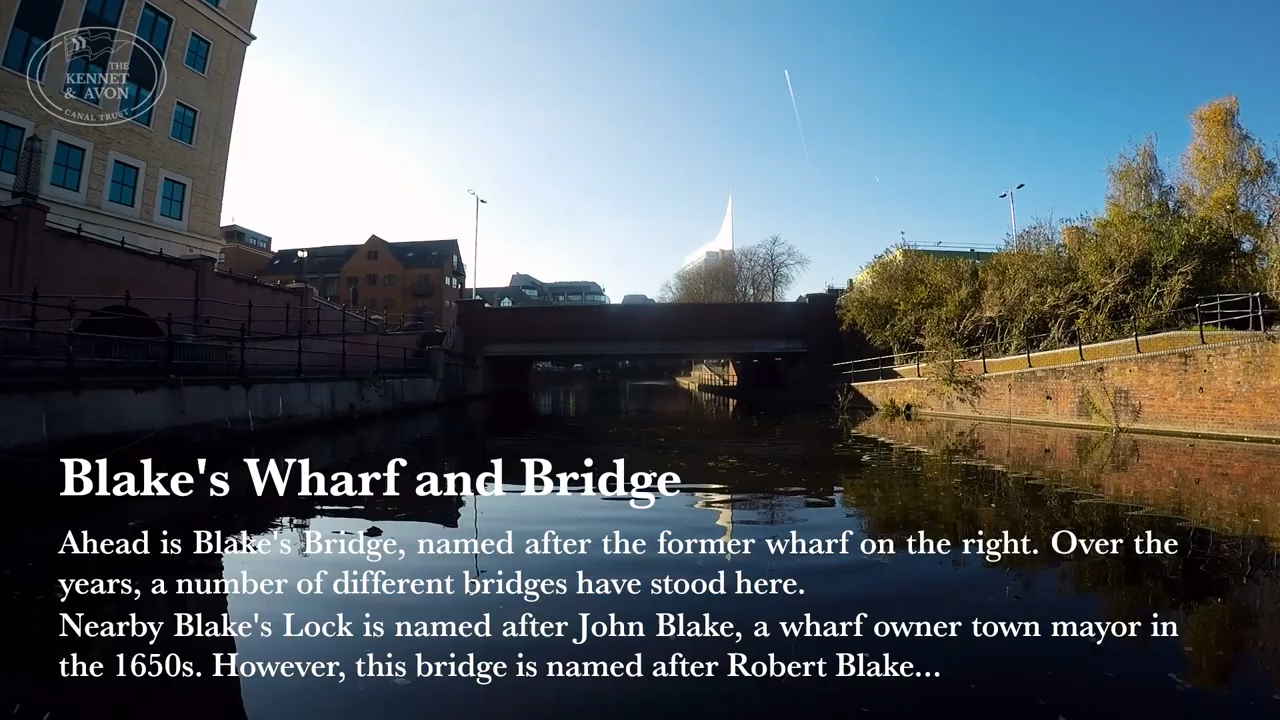 THE
KENNET
& AVON
CANAL TRUST
Blake's Wharf and Bridge
Ahead is Blake's Bridge, named after the former wharf on the right. Over the
years, a number of different bridges have stood here.
Nearby Blake's Lock is named after John Blake, a wharf owner town mayor in
the 1650s. However, this bridge is named after Robert Blake...